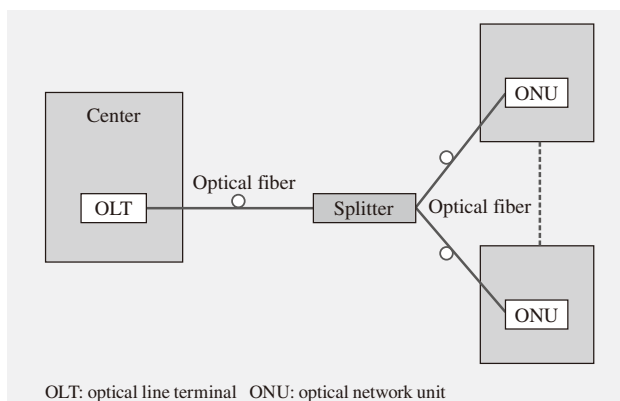 ONU
Center
Optical fiber
OLT
Splitter
Optical fiber
ONU
OLT: optical line terminal ONU: optical network unit